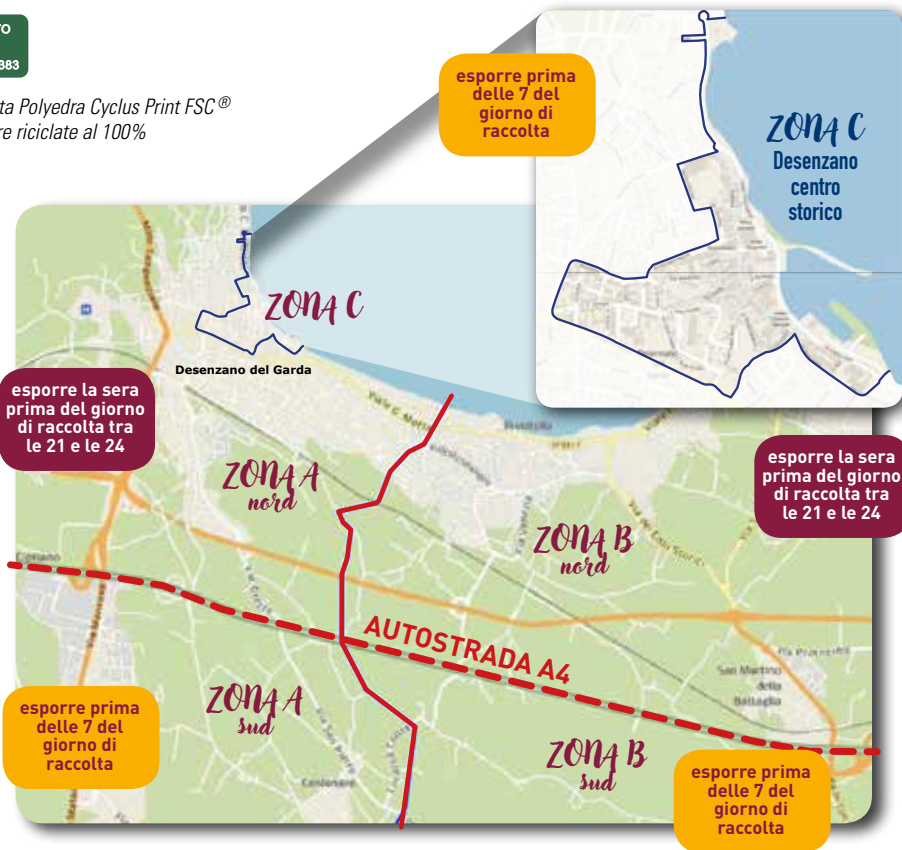 TO
383
ta Polyedra Cyclus Print FSC®
re riciclate al 100%
esporre prima
delle 7 del
giorno di
raccolta
ZONA C
Desenzano
centro
storico
ZONA C
Desenzano del Garda
esporre la sera
prima del giorno
di raccolta tra
le 21 e le 24
esporre la sera
prima del giorno
di raccolta tra
le 21 e le 24
ZONA A
nord
ZONA B
nord
AUTOSTRADA A4
San Martino
della
Battaglia
ZONA A
sud
ZONA B
sud
esporre prima
delle 7 del
giorno di
raccolta
esporre prima
delle 7 del
giorno di
raccolta